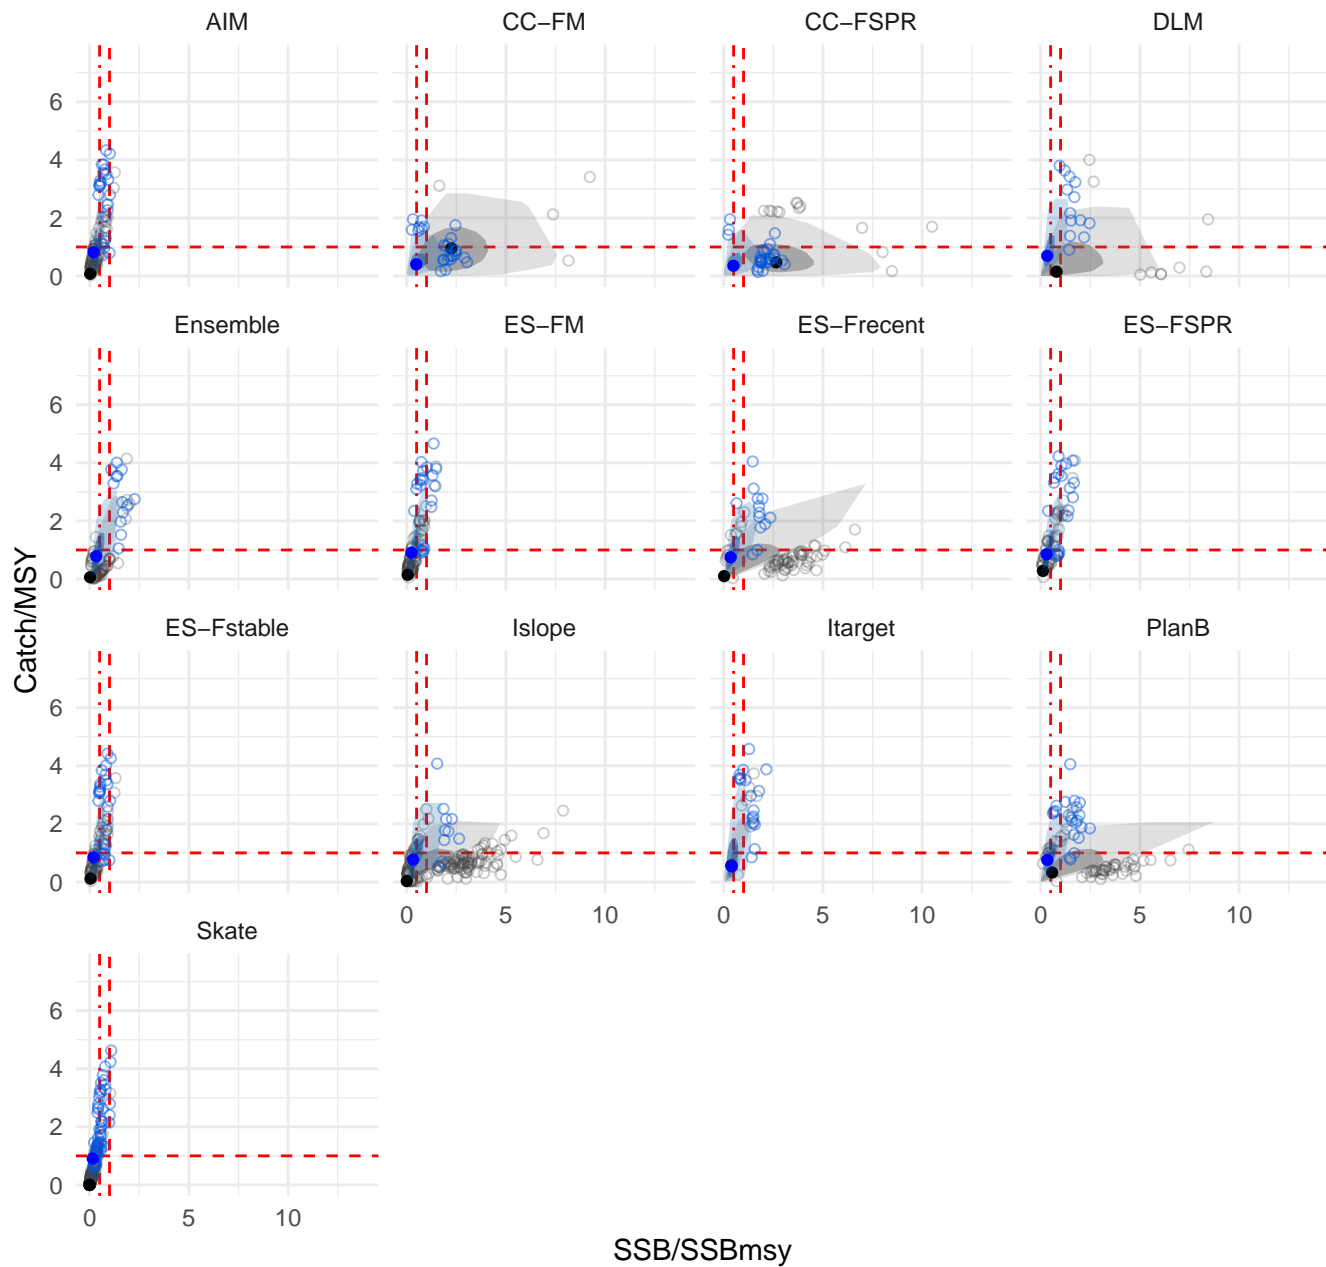 AIM CC−FM CC−FSPR DLM
6
4
2
0
Ensemble ES−FM ES−Frecent ES−FSPR
6
4
2
0
Catch/MSY
ES−Fstable Islope Itarget PlanB
6
4
2
0
0 5 10 0 5 10 0 5 10
Skate
6
4
2
0
0 5 10
SSB/SSBmsy